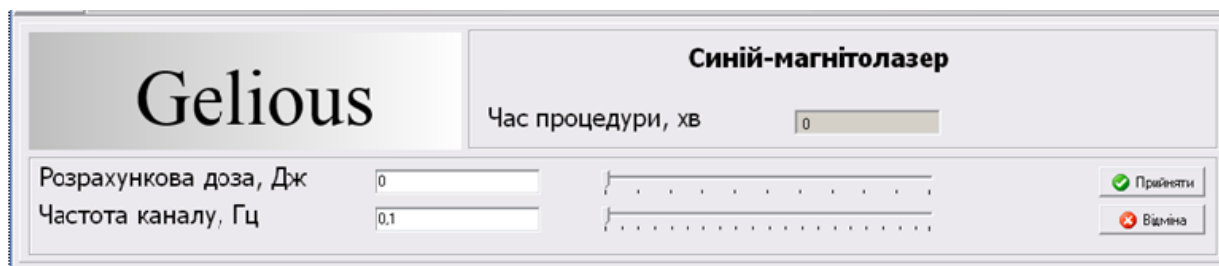 Gelious
Синій-магнітолазер
Час процедури, хв 0
Розрахункова доза, Дж 0
Прийняти
Частота каналу, Гц 0,1
Відміна